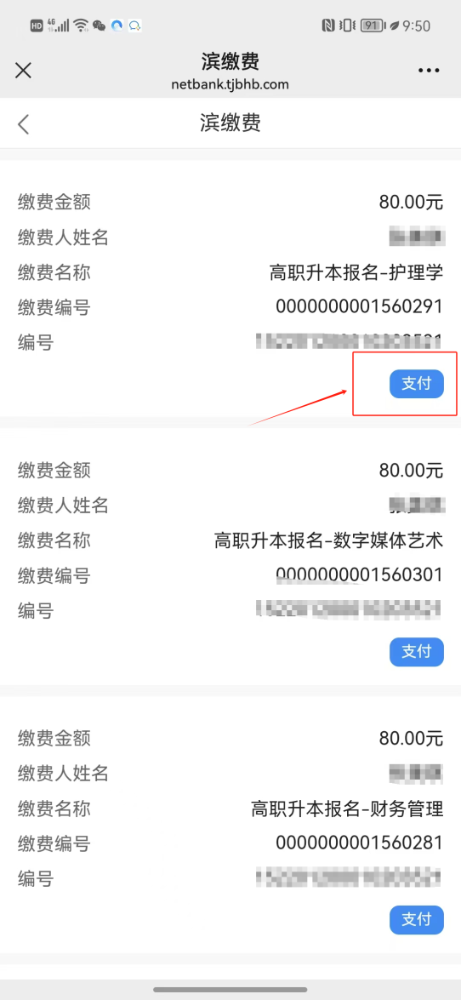 HD 4G 91 9:50
滨缴费
netbank.tjbhb.com
滨缴费
缴费金额 80.00元
缴费人姓名
缴费名称 高职升本报名-护理学
缴费编号 0000000001560291
编号
支付
缴费金额 80.00元
缴费人姓名
缴费名称 高职升本报名-数字媒体艺术
缴费编号 0000000001560301
编号
支付
缴费金额 80.00元
缴费人姓名
缴费名称 高职升本报名-财务管理
缴费编号 0000000001560281
编号
支付